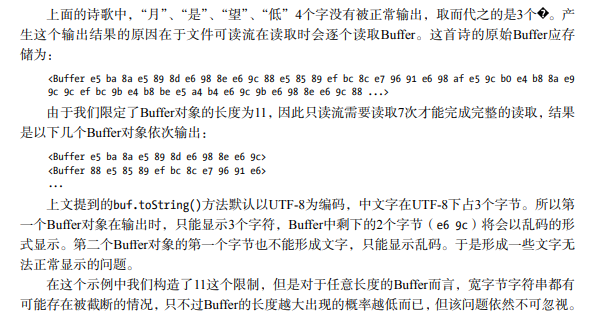 上面的诗歌中，“月”、“是”、“望”、“低”4个字没有被正常输出，取而代之的是3个�。产
生这个输出结果的原因在于文件可读流在读取时会逐个读取Buffer。这首诗的原始Buffer应存
储为：
<Buffer e5 ba 8a e5 89 8d e6 98 8e e6 9c 88 e5 85 89 ef bc 8c e7 96 91 e6 98 af e5 9c b0 e4 b8 8a e9
9c 9c ef bc 9b e4 b8 be e5 a4 b4 e6 9c 9b e6 98 8e e6 9c 88 ...>
由于我们限定了Buffer对象的长度为11，因此只读流需要读取7次才能完成完整的读取，结果
是以下几个Buffer对象依次输出：
<Buffer e5 ba 8a e5 89 8d e6 98 8e e6 9c>
<Buffer 88 e5 85 89 ef bc 8c e7 96 91 e6>
...
上文提到的buf.toString()方法默认以UTF-8为编码，中文字在UTF-8下占3个字节。所以第
一个Buffer对象在输出时，只能显示3个字符，Buffer中剩下的2个字节（e6 9c）将会以乱码的形
式显示。第二个Buffer对象的第一个字节也不能形成文字，只能显示乱码。于是形成一些文字无
法正常显示的问题。
在这个示例中我们构造了11这个限制，但是对于任意长度的Buffer而言，宽字节字符串都有
可能存在被截断的情况，只不过Buffer的长度越大出现的概率越低而已，但该问题依然不可忽视。